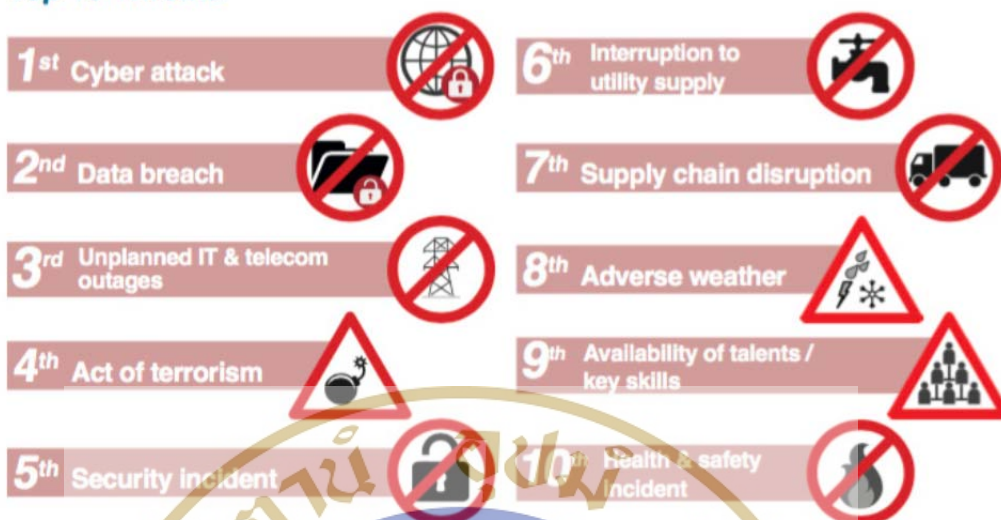 1st Cyber attack
2nd Data breach
3rd Unplanned IT & telecom
outages
4th Act of terrorism
5th Security incident
6th Interruption to
utility supply
7th Supply chain disruption
8th Adverse weather
9th Availability of talents /
key skills
10th Health & safety
Incident